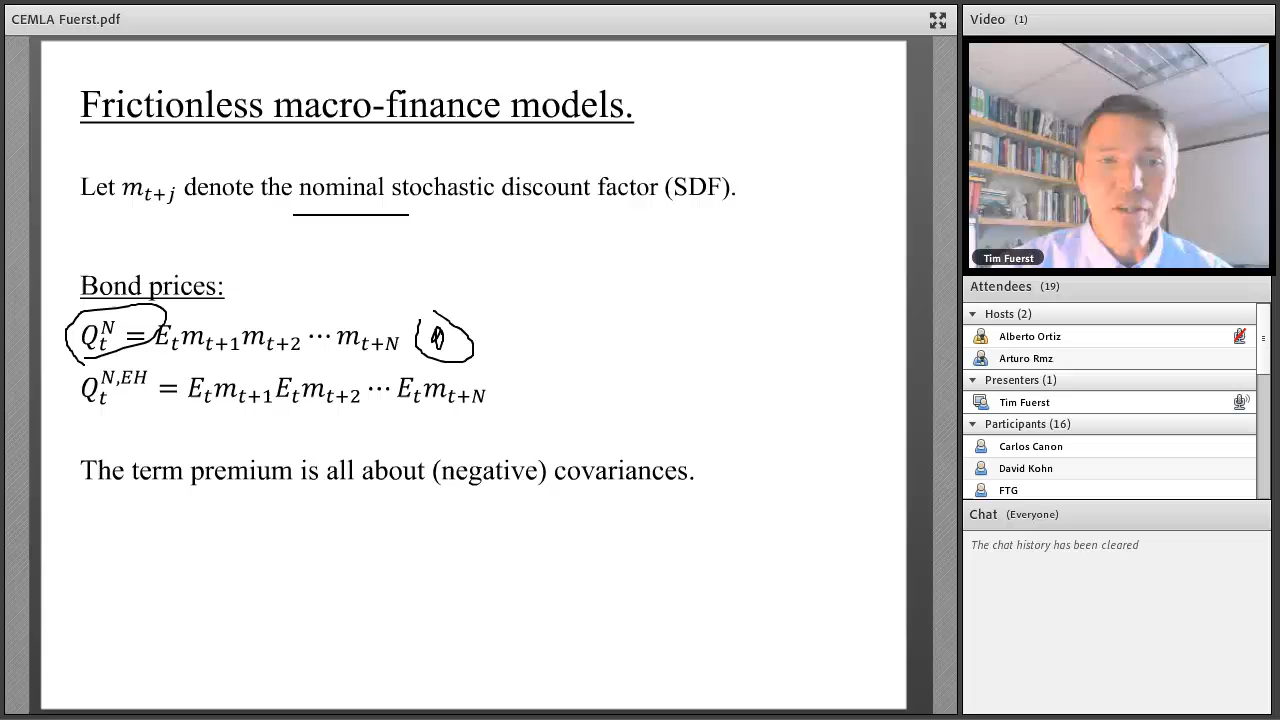 CEMLA Fuerst.pdf
Frictionless macro-finance models.
Let m_{t+j} denote the nominal stochastic discount factor (SDF).
Bond prices:
Q_t^N = E_t m_{t+1} m_{t+2} ⋯ m_{t+N}
Q_t^{N,EH} = E_t m_{t+1} E_t m_{t+2} ⋯ E_t m_{t+N}
The term premium is all about (negative) covariances.
Video (1)
Tim Fuerst
Attendees (19)
Hosts (2)
Alberto Ortiz
Arturo Rmz
Presenters (1)
Tim Fuerst
Participants (16)
Carlos Canon
David Kohn
FTG
Chat (Everyone)
The chat history has been cleared